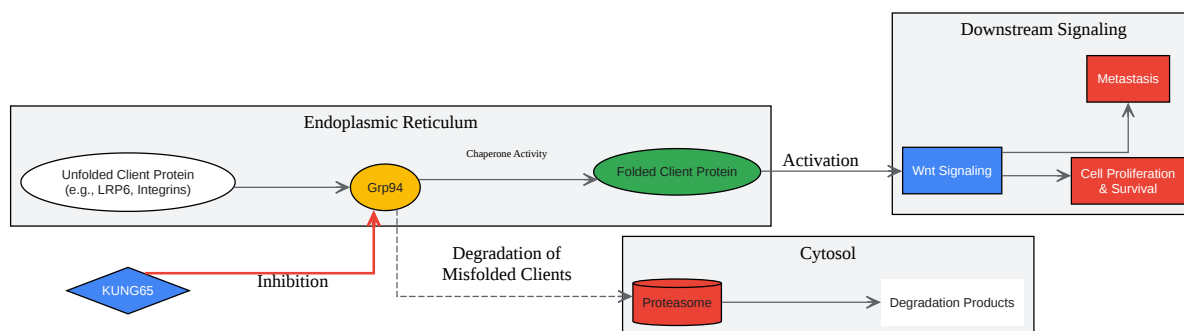 Downstream Signaling
Metastasis
Endoplasmic Reticulum
Unfolded Client Protein
(e.g., LRP6, Integrins)
Grp94
Chaperone Activity
Folded Client Protein
Activation
Wnt Signaling
Cell Proliferation
& Survival
KUNG65
Inhibition
Degradation of
Misfolded Clients
Cytosol
Proteasome
Degradation Products